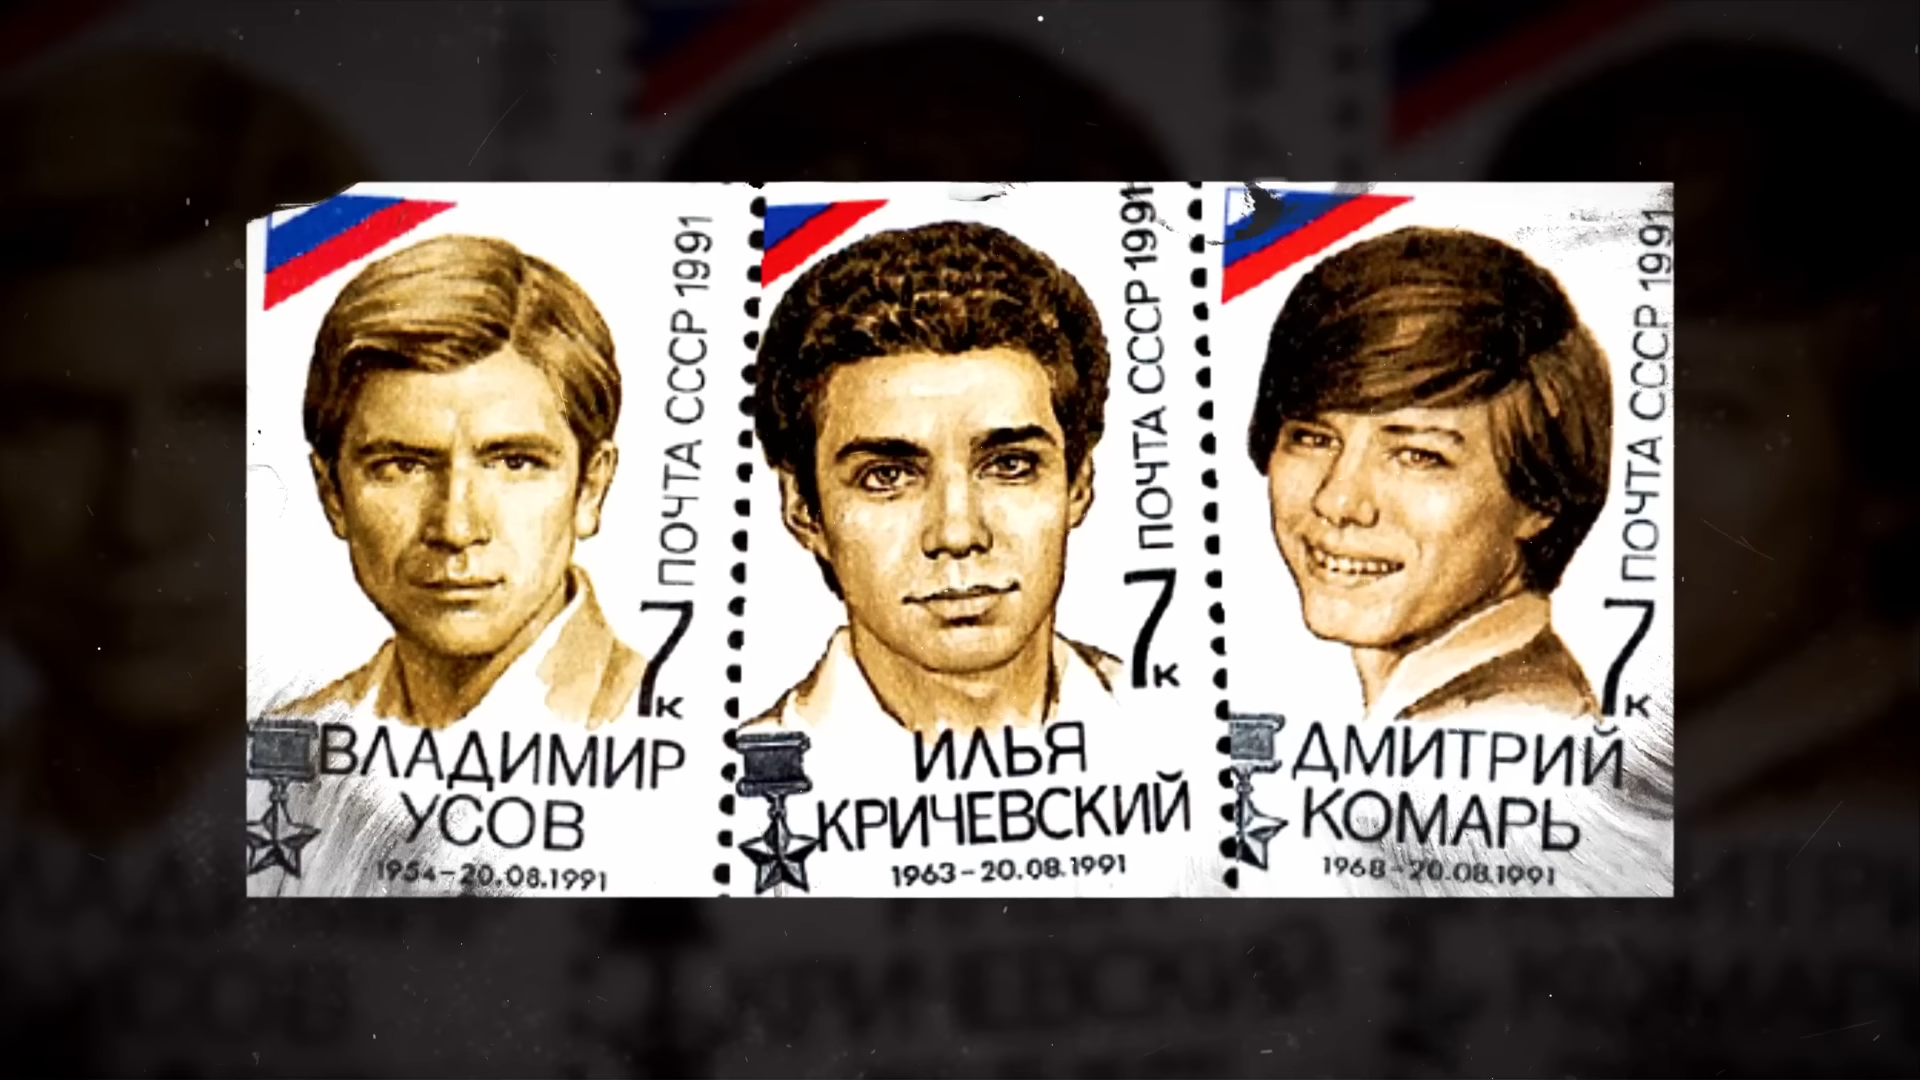 ПОЧТА СССР 1991
7к
ВЛАДИМИР
УСОВ
1954-20.08.1991
ПОЧТА СССР 1991
7к
ИЛЬЯ
КРИЧЕВСКИЙ
1963-20.08.1991
ПОЧТА СССР 1991
7к
ДМИТРИЙ
КОМАРЬ
1968-20.08.1991